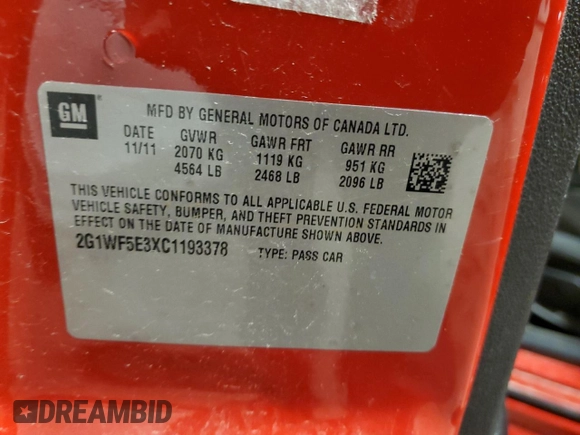 GM
MFD BY GENERAL MOTORS OF CANADA LTD.
DATE GVWR GAWR FRT GAWR RR
11/11 2070 KG 1119 KG 951 KG
4564 LB 2468 LB 2096 LB
THIS VEHICLE CONFORMS TO ALL APPLICABLE U.S. FEDERAL MOTOR
VEHICLE SAFETY, BUMPER, AND THEFT PREVENTION STANDARDS IN
EFFECT ON THE DATE OF MANUFACTURE SHOWN ABOVE.
2G1WF5E3XC1193378 TYPE: PASS CAR
DREAMBID